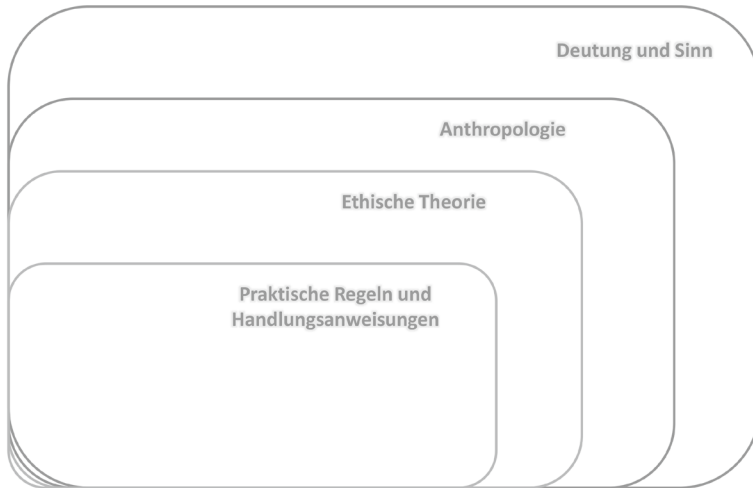 Deutung und Sinn
Anthropologie
Ethische Theorie
Praktische Regeln und
Handlungsanweisungen